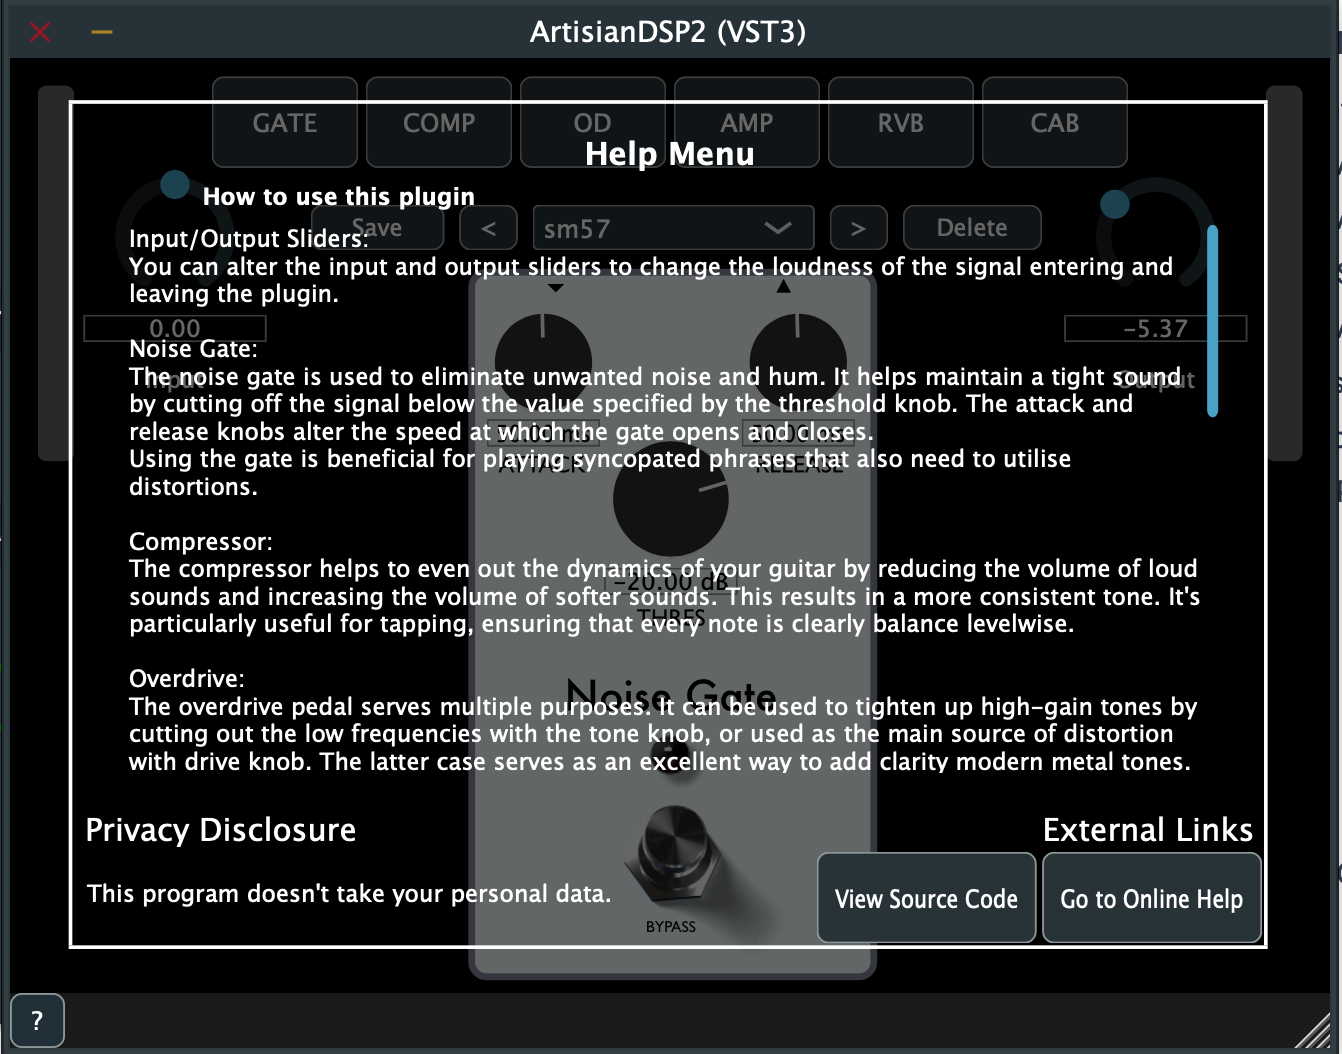 ArtisianDSP2 (VST3)
GATE COMP OD AMP RVB CAB
Help Menu
How to use this plugin
Save < sm57 > Delete
Input/Output Sliders:
You can alter the input and output sliders to change the loudness of the signal entering and
leaving the plugin.
0.00 -5.37
Noise Gate:
Input Output
The noise gate is used to eliminate unwanted noise and hum. It helps maintain a tight sound
by cutting off the signal below the value specified by the threshold knob. The attack and
release knobs alter the speed at which the gate opens and closes.
ATTACK RELEASE
Using the gate is beneficial for playing syncopated phrases that also need to utilise
distortions.
Compressor:
The compressor helps to even out the dynamics of your guitar by reducing the volume of loud
-20.00 dB
sounds and increasing the volume of softer sounds. This results in a more consistent tone. It's
THRES
particularly useful for tapping, ensuring that every note is clearly balance levelwise.
Overdrive:
Noise Gate
The overdrive pedal serves multiple purposes. It can be used to tighten up high-gain tones by
cutting out the low frequencies with the tone knob, or used as the main source of distortion
with drive knob. The latter case serves as an excellent way to add clarity modern metal tones.
Privacy Disclosure External Links
This program doesn't take your personal data.
View Source Code Go to Online Help
BYPASS
?